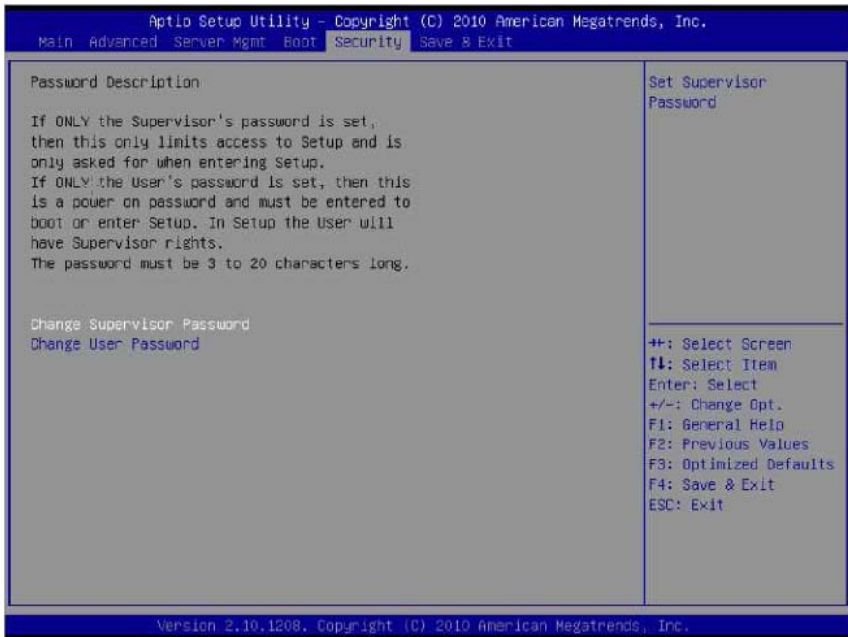 Aptio Setup Utility - Copyright (C) 2010 American Megatrends, Inc.
Main Advanced Server Mgmt Boot Security Save & Exit
Password Description
If ONLY the Supervisor's password is set,
then this only limits access to Setup and is
only asked for when entering Setup.
If ONLY the User's password is set, then this
is a power on password and must be entered to
boot or enter Setup. In Setup the User will
have Supervisor rights.
The password must be 3 to 20 characters long.
Change Supervisor Password
Change User Password
Set Supervisor
Password
→←: Select Screen
↑↓: Select Item
Enter: Select
+/-: Change Opt.
F1: General Help
F2: Previous Values
F3: Optimized Defaults
F4: Save & Exit
ESC: Exit
Version 2.10.1208. Copyright (C) 2010 American Megatrends, Inc.